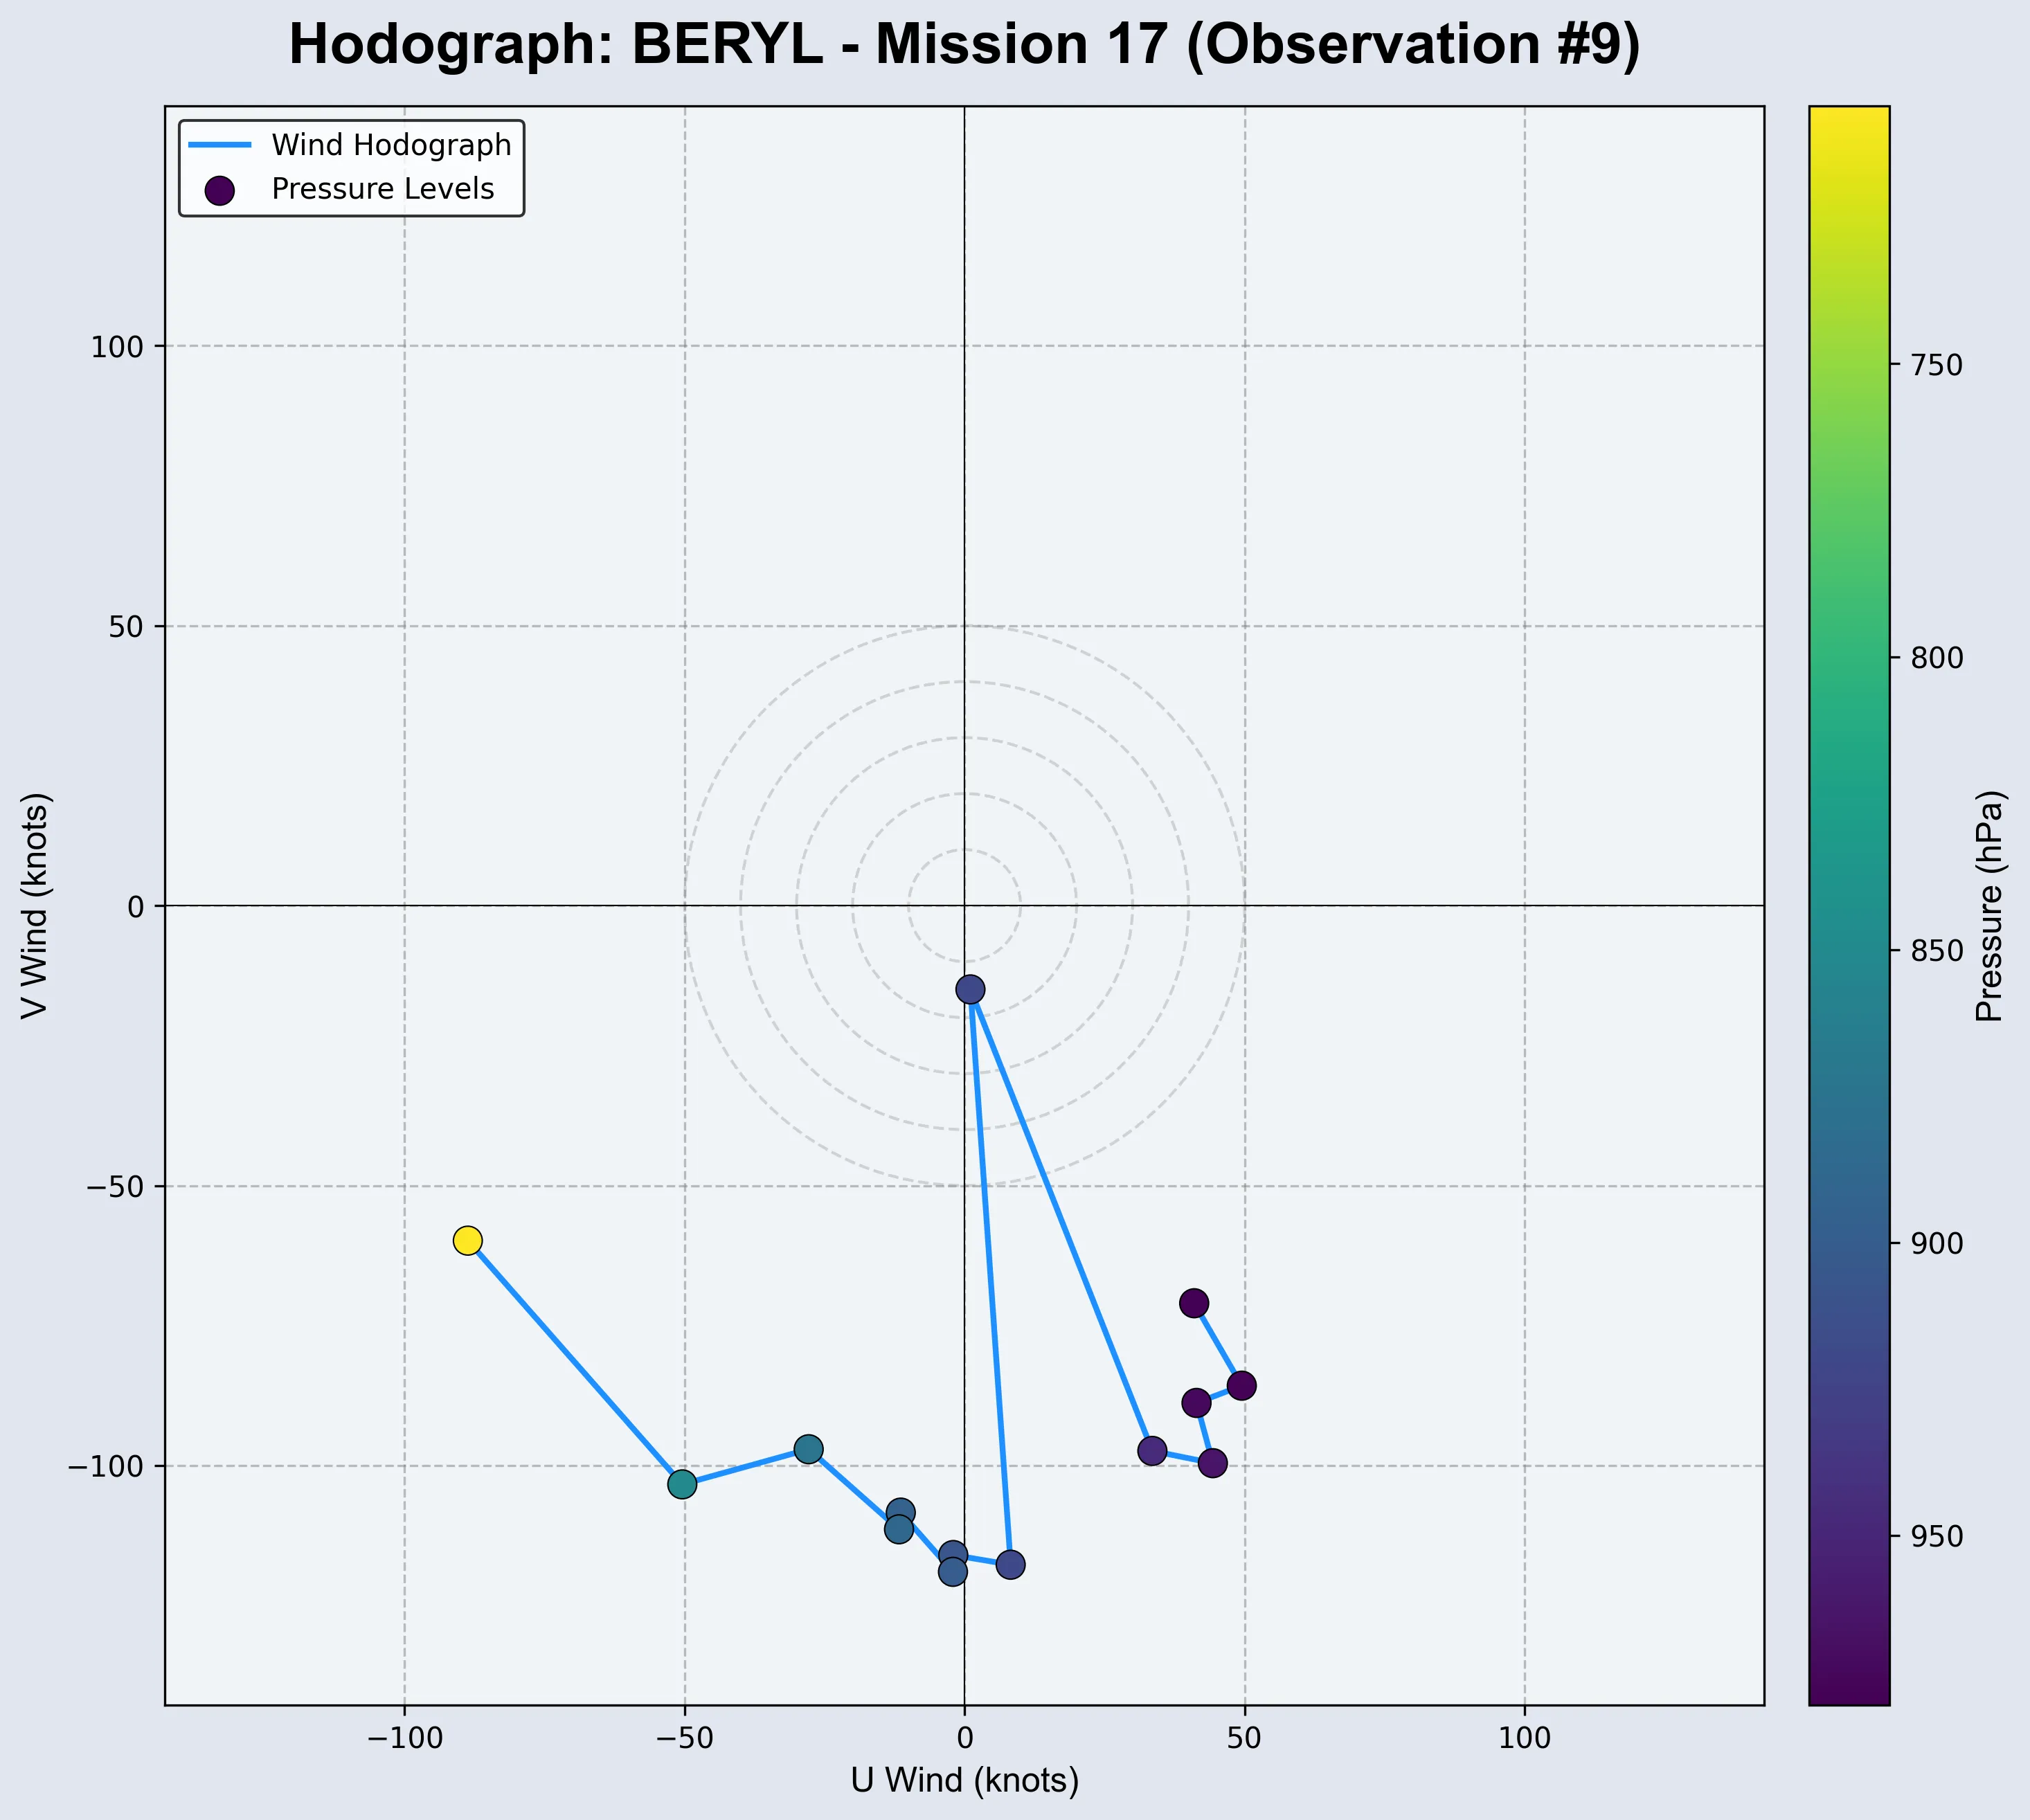 Hodograph: BERYL - Mission 17 (Observation #9)
Wind Hodograph
Pressure Levels
100
50
0
−50
−100
V Wind (knots)
−100
−50
0
50
100
U Wind (knots)
750
800
850
900
950
Pressure (hPa)